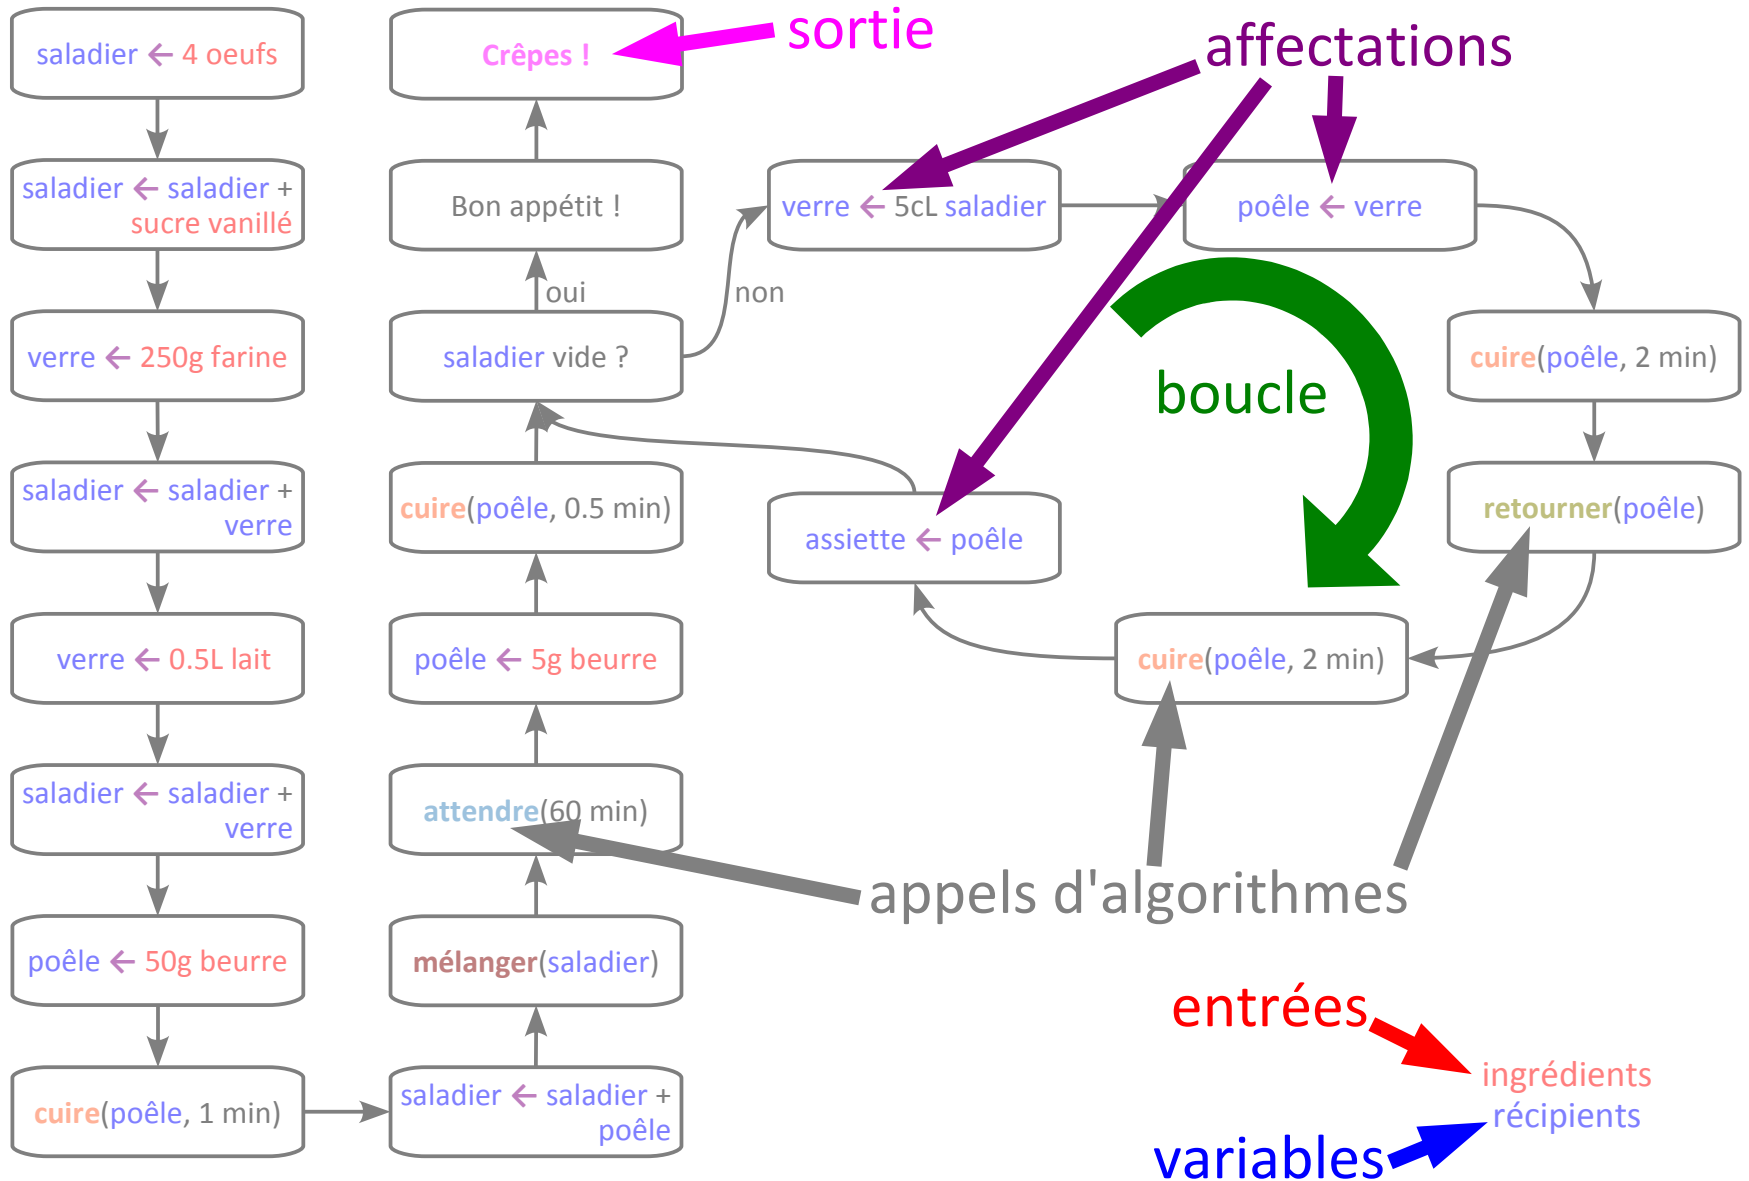 saladier ← 4 oeufs
saladier ← saladier +
sucre vanillé
verre ← 250g farine
saladier ← saladier +
verre
verre ← 0.5L lait
saladier ← saladier +
verre
poêle ← 50g beurre
cuire(poêle, 1 min)
saladier ← saladier +
poêle
mélanger(saladier)
attendre(60 min)
poêle ← 5g beurre
cuire(poêle, 0.5 min)
saladier vide ?
oui
non
Bon appétit !
Crêpes !
sortie
affectations
verre ← 5cL saladier
poêle ← verre
cuire(poêle, 2 min)
retourner(poêle)
cuire(poêle, 2 min)
assiette ← poêle
boucle
appels d'algorithmes
entrées
ingrédients
récipients
variables